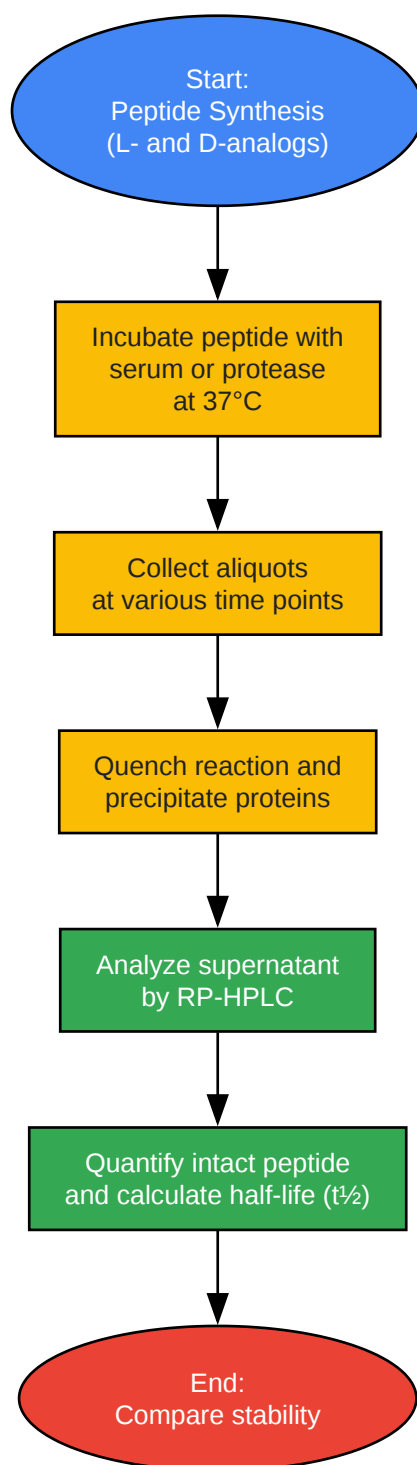 Start:
Peptide Synthesis
(L- and D-analogs)
Incubate peptide with
serum or protease
at 37°C
Collect aliquots
at various time points
Quench reaction and
precipitate proteins
Analyze supernatant
by RP-HPLC
Quantify intact peptide
and calculate half-life (t½)
End:
Compare stability